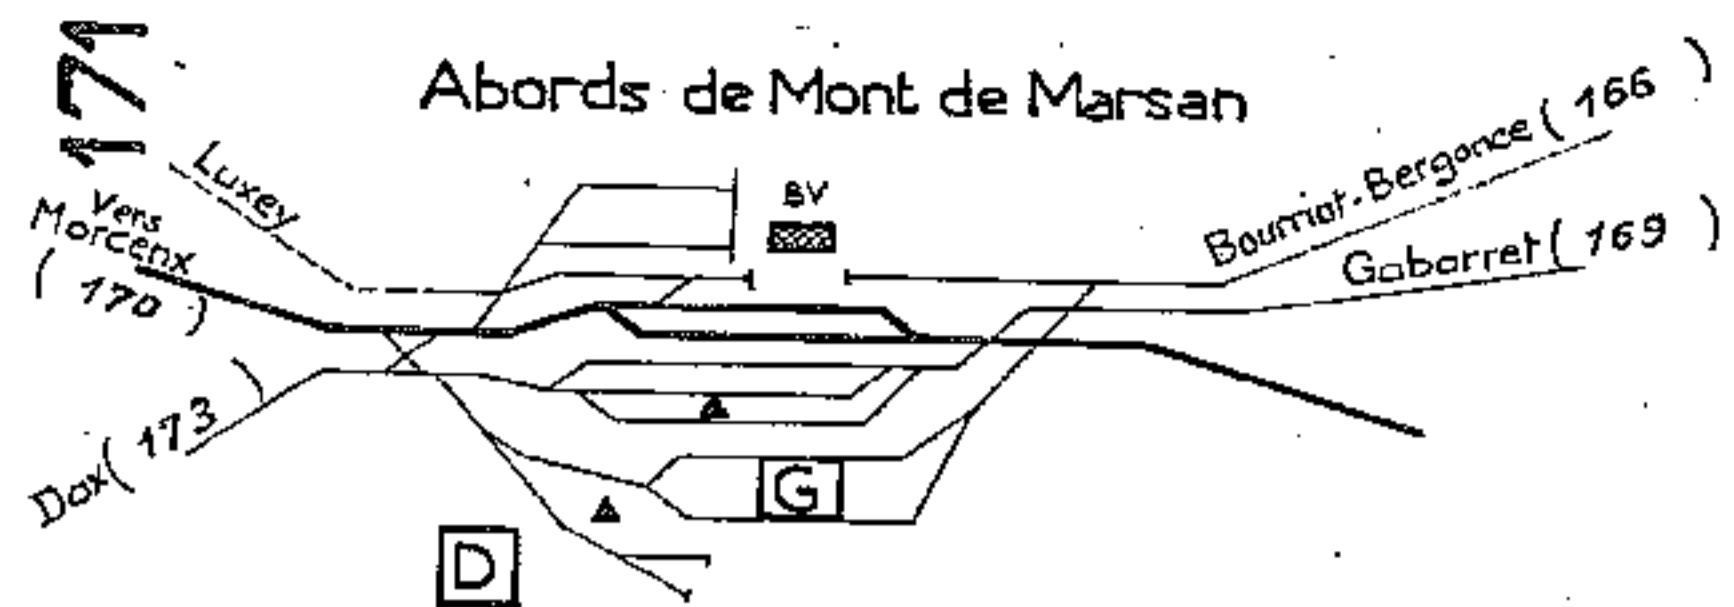 171
Abords de Mont de Marsan
Luxey
Vers
Morcenx
( 170 )
BV
Bourriot-Bergonce ( 166 )
Gabarret ( 169 )
Dax ( 173 )
G
D